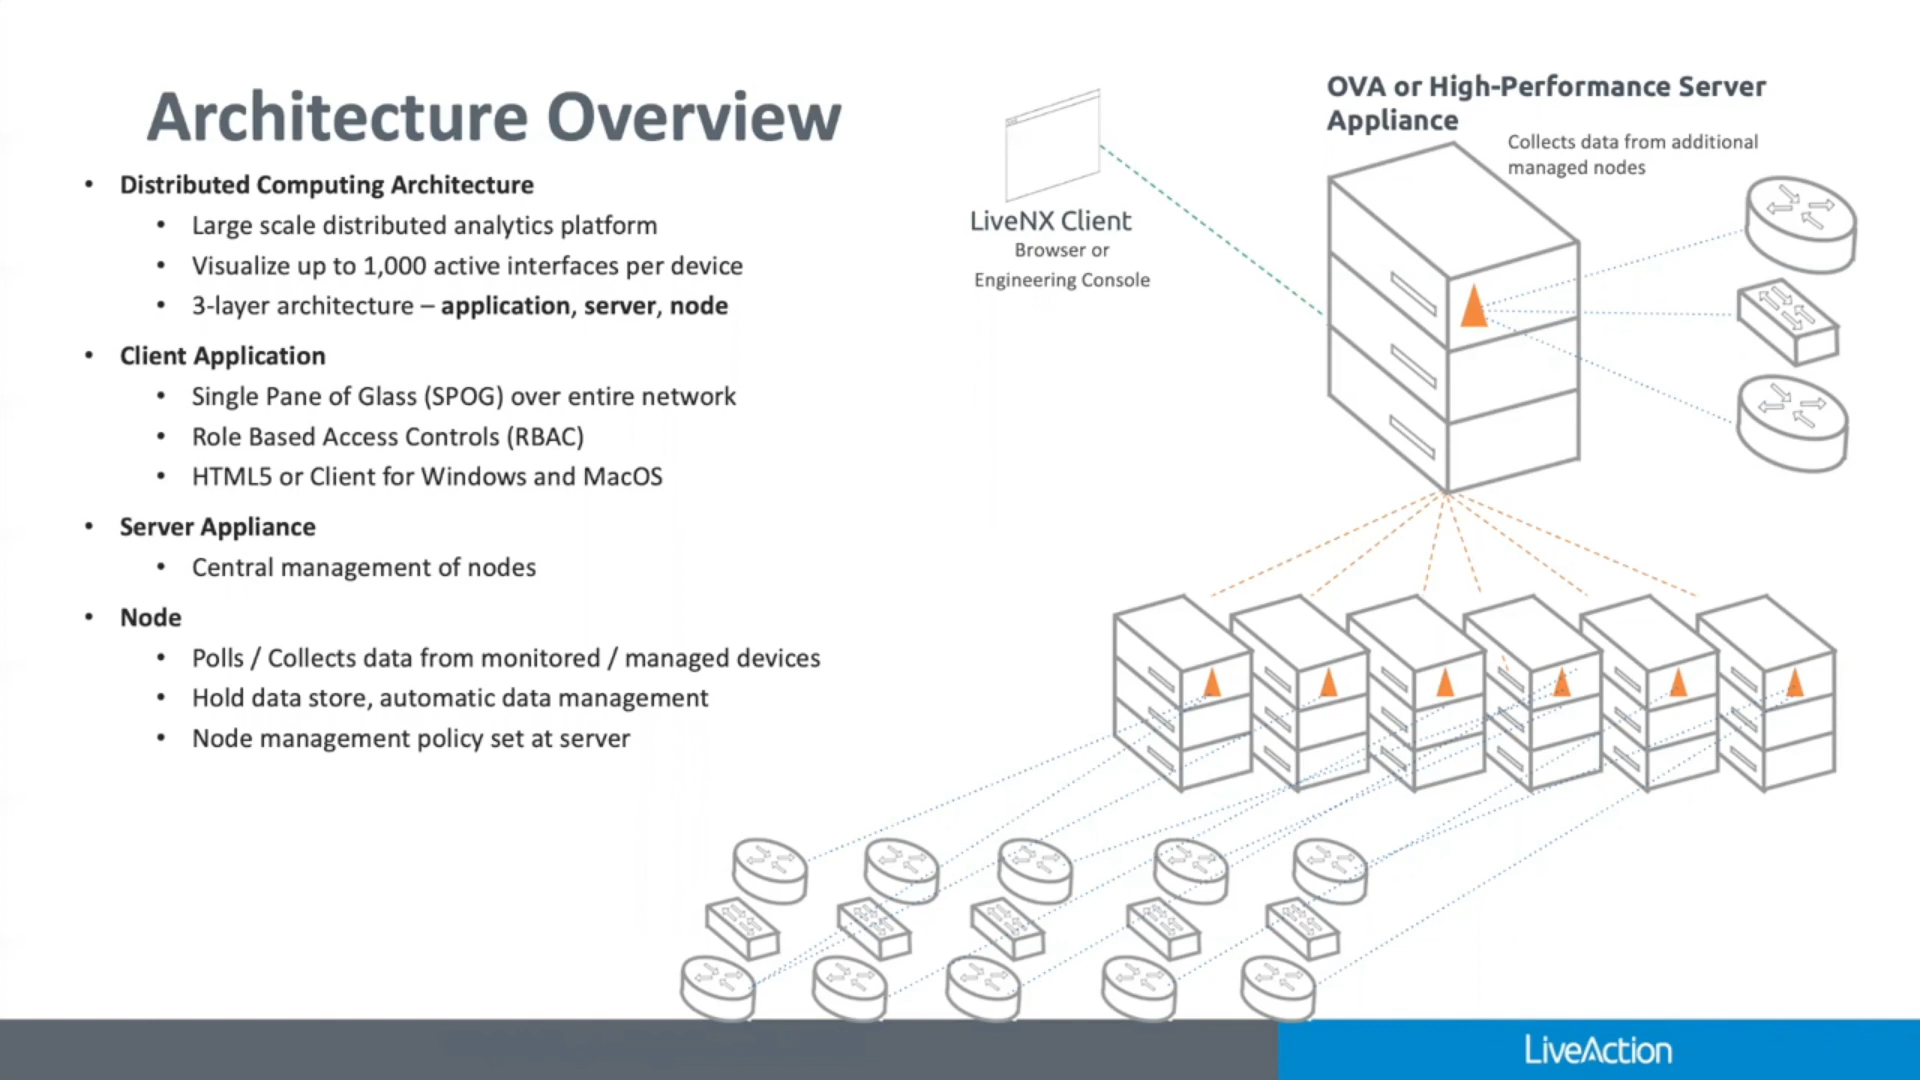 Architecture Overview
• Distributed Computing Architecture
• Large scale distributed analytics platform
• Visualize up to 1,000 active interfaces per device
• 3-layer architecture – application, server, node
• Client Application
• Single Pane of Glass (SPOG) over entire network
• Role Based Access Controls (RBAC)
• HTML5 or Client for Windows and MacOS
• Server Appliance
• Central management of nodes
• Node
• Polls / Collects data from monitored / managed devices
• Hold data store, automatic data management
• Node management policy set at server
LiveNX Client
Browser or
Engineering Console
OVA or High-Performance Server
Appliance
Collects data from additional
managed nodes
LiveAction